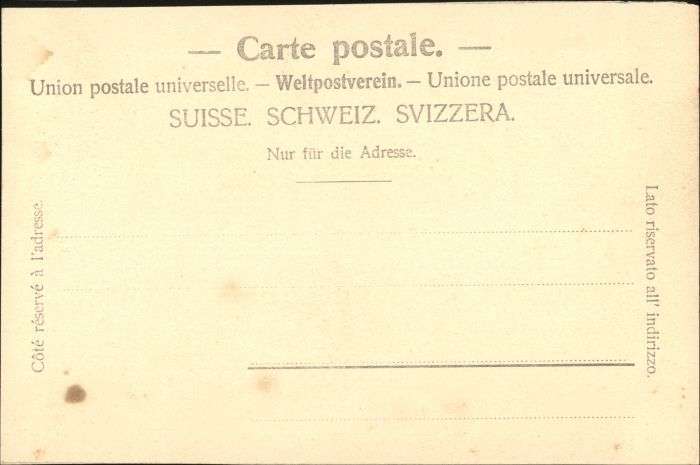 — Carte postale. —
Union postale universelle. — Weltpostverein. — Unione postale universale.
SUISSE. SCHWEIZ. SVIZZERA.
Nur für die Adresse.
Côté réservé à l'adresse.
Lato riservato all' indirizzo.